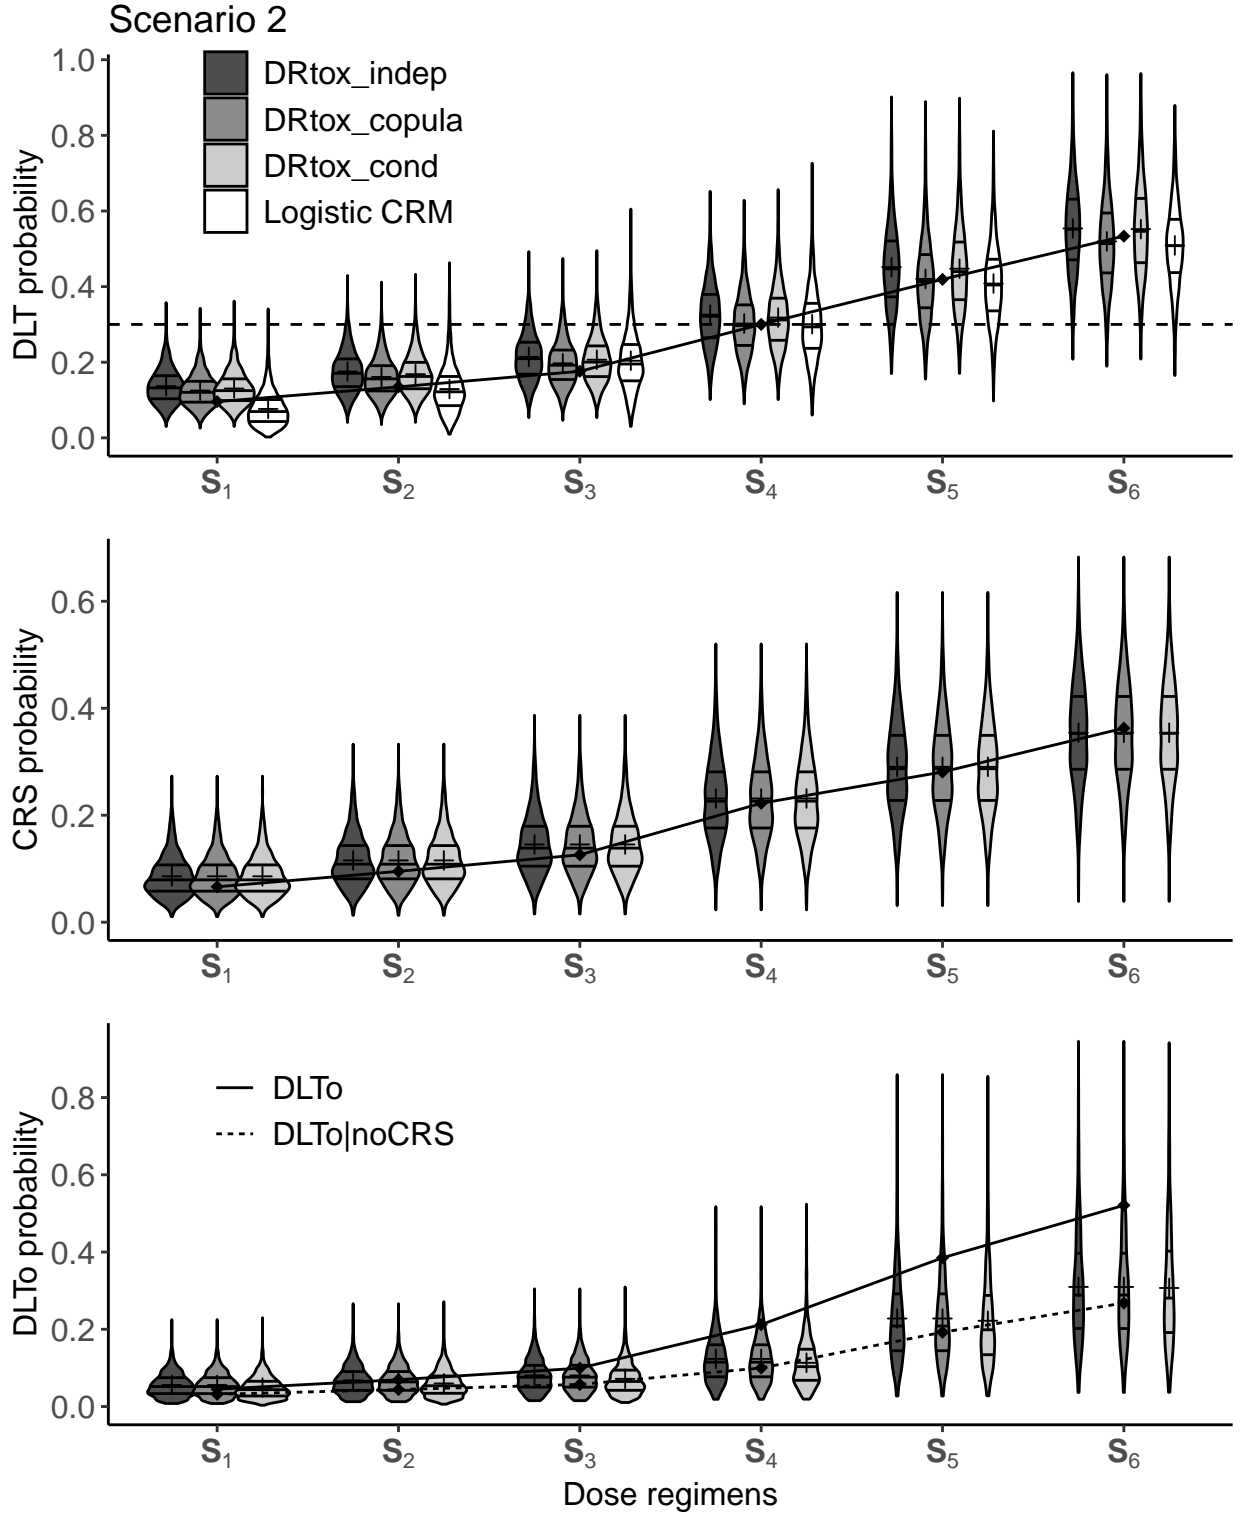 Scenario 2
DRtox_indep
DRtox_copula
DRtox_cond
Logistic CRM
DLT probability
1.0
0.8
0.6
0.4
0.2
0.0
S1 S2 S3 S4 S5 S6
CRS probability
0.6
0.4
0.2
0.0
S1 S2 S3 S4 S5 S6
DLTo
DLTo|noCRS
DLTo probability
0.8
0.6
0.4
0.2
0.0
S1 S2 S3 S4 S5 S6
Dose regimens